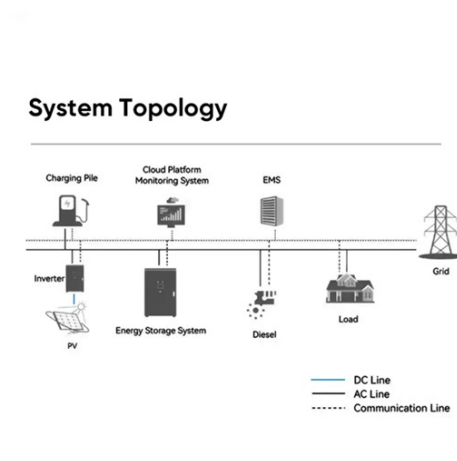 System Topology
Charging Pile
Cloud Platform
Monitoring System
EMS
Grid
Inverter
Energy Storage System
Diesel
Load
PV
DC Line
AC Line
Communication Line